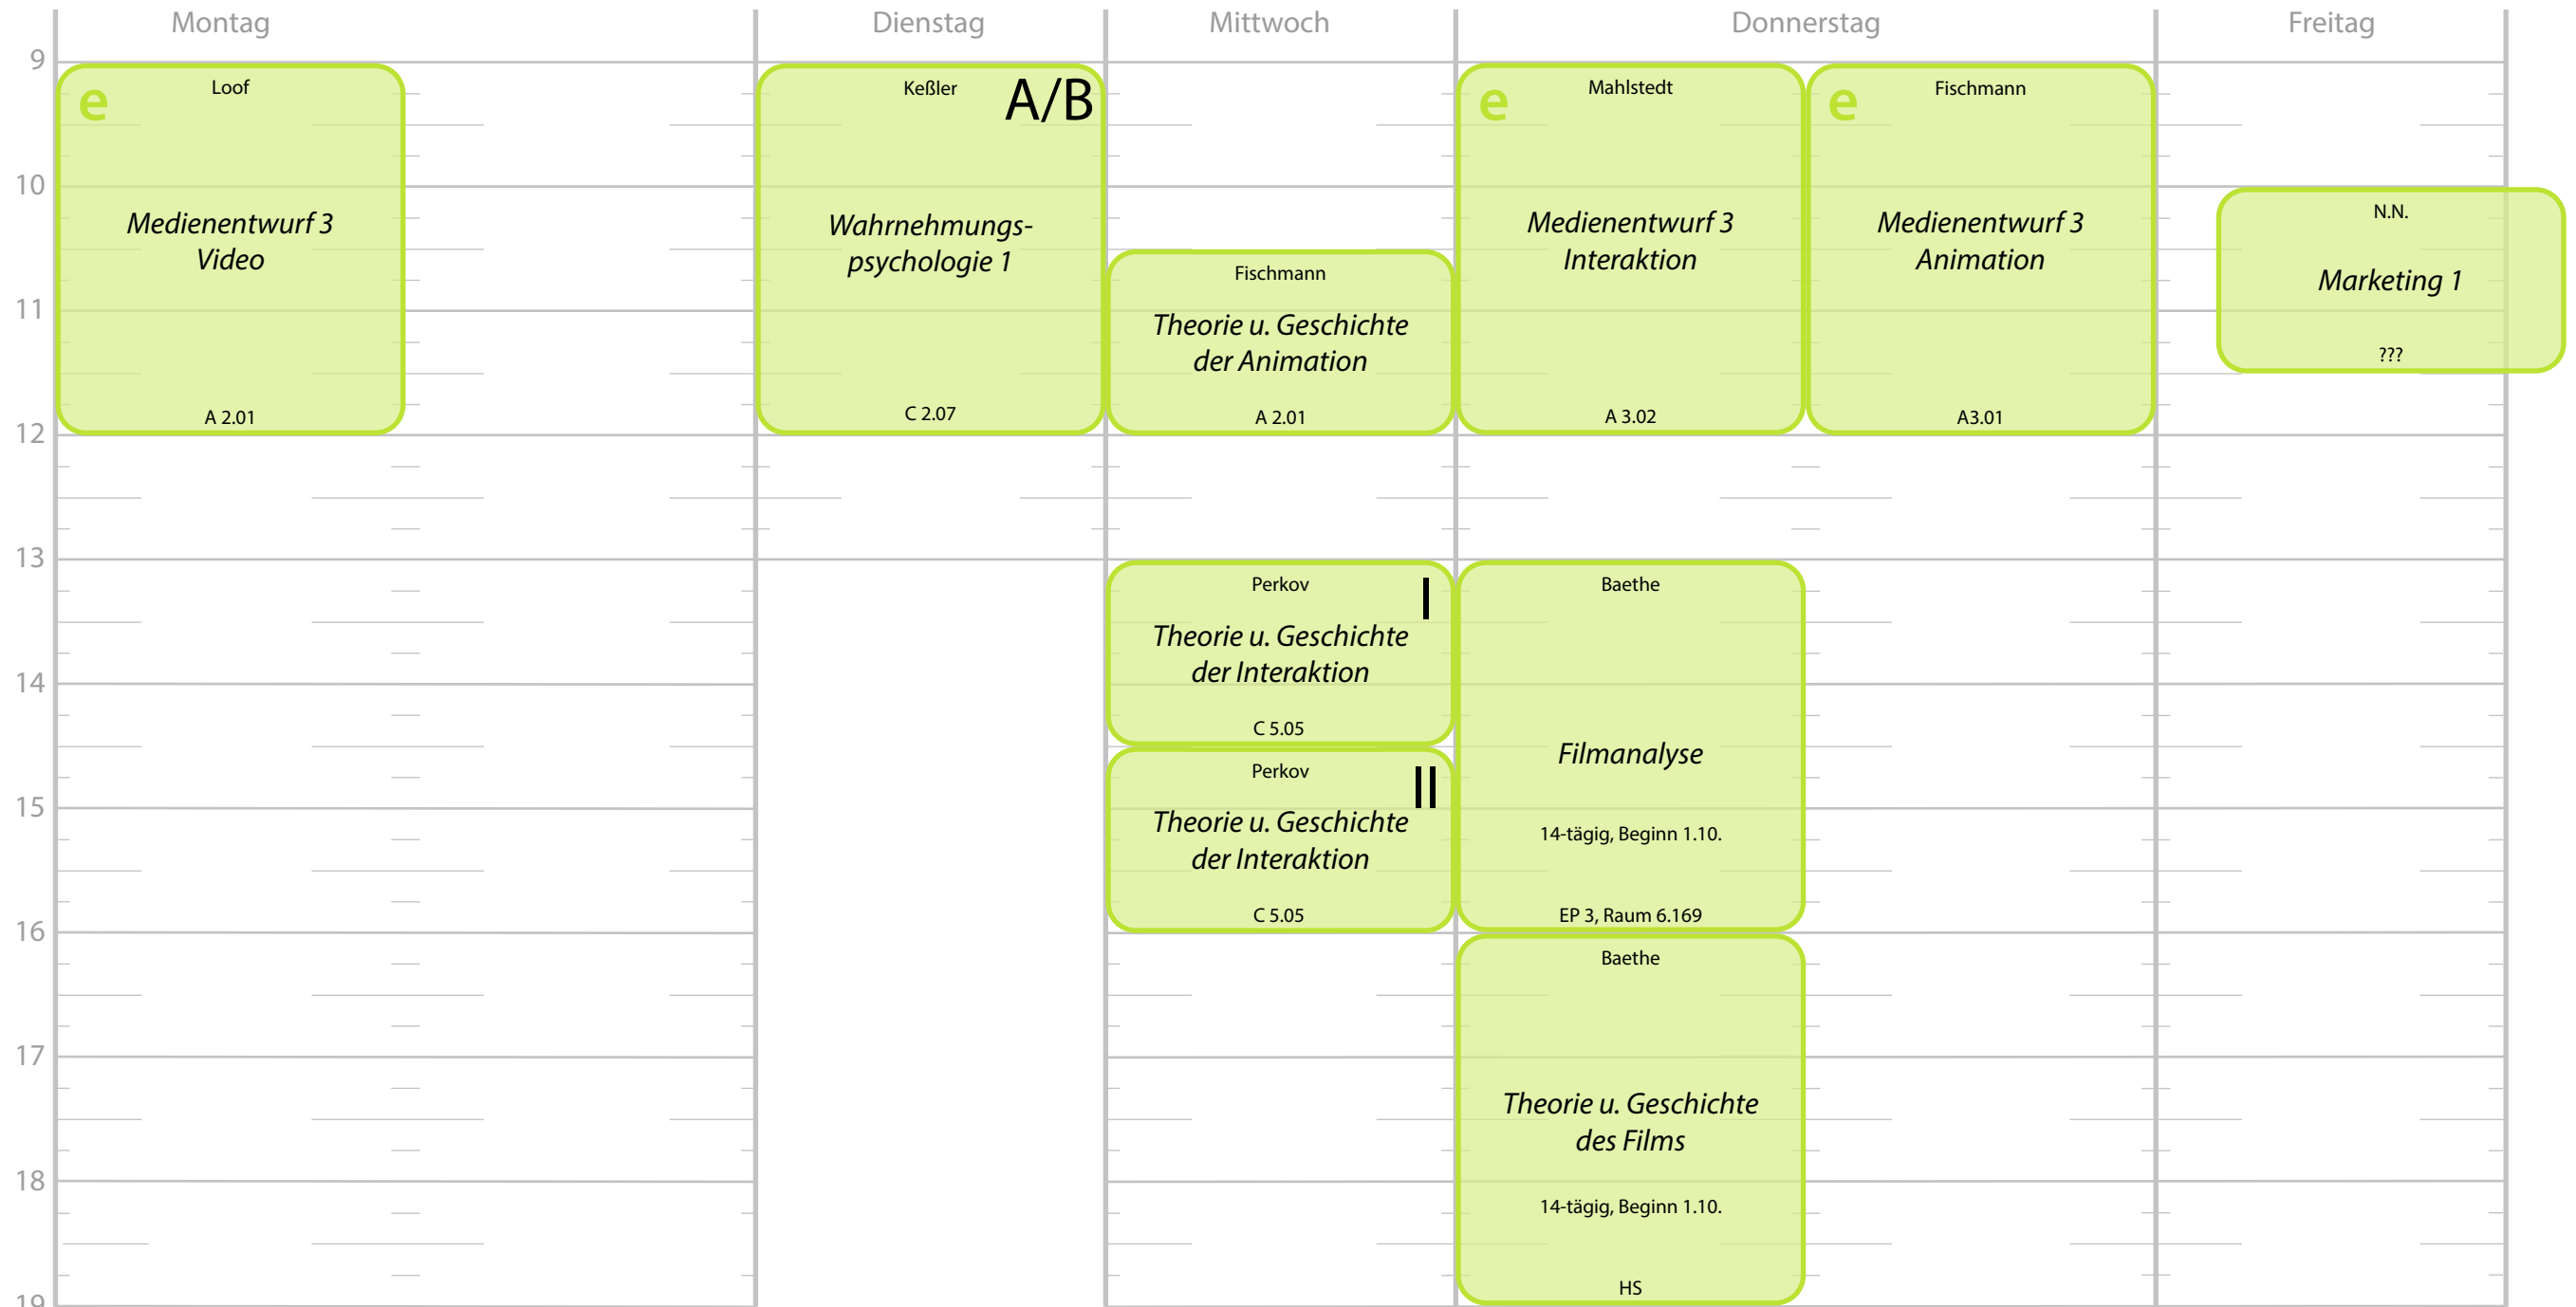 Montag
Dienstag
Mittwoch
Donnerstag
Freitag
9
10
11
12
13
14
15
16
17
18
19
e
Loof
Medienentwurf 3
Video
A 2.01
Keßler
A/B
Wahrnehmungs-
psychologie 1
C 2.07
Fischmann
Theorie u. Geschichte
der Animation
A 2.01
Perkov
I
Theorie u. Geschichte
der Interaktion
C 5.05
Perkov
II
Theorie u. Geschichte
der Interaktion
C 5.05
e
Mahlstedt
Medienentwurf 3
Interaktion
A 3.02
e
Fischmann
Medienentwurf 3
Animation
A3.01
Baethe
Filmanalyse
14-tägig, Beginn 1.10.
EP 3, Raum 6.169
Baethe
Theorie u. Geschichte
des Films
14-tägig, Beginn 1.10.
HS
N.N.
Marketing 1
???